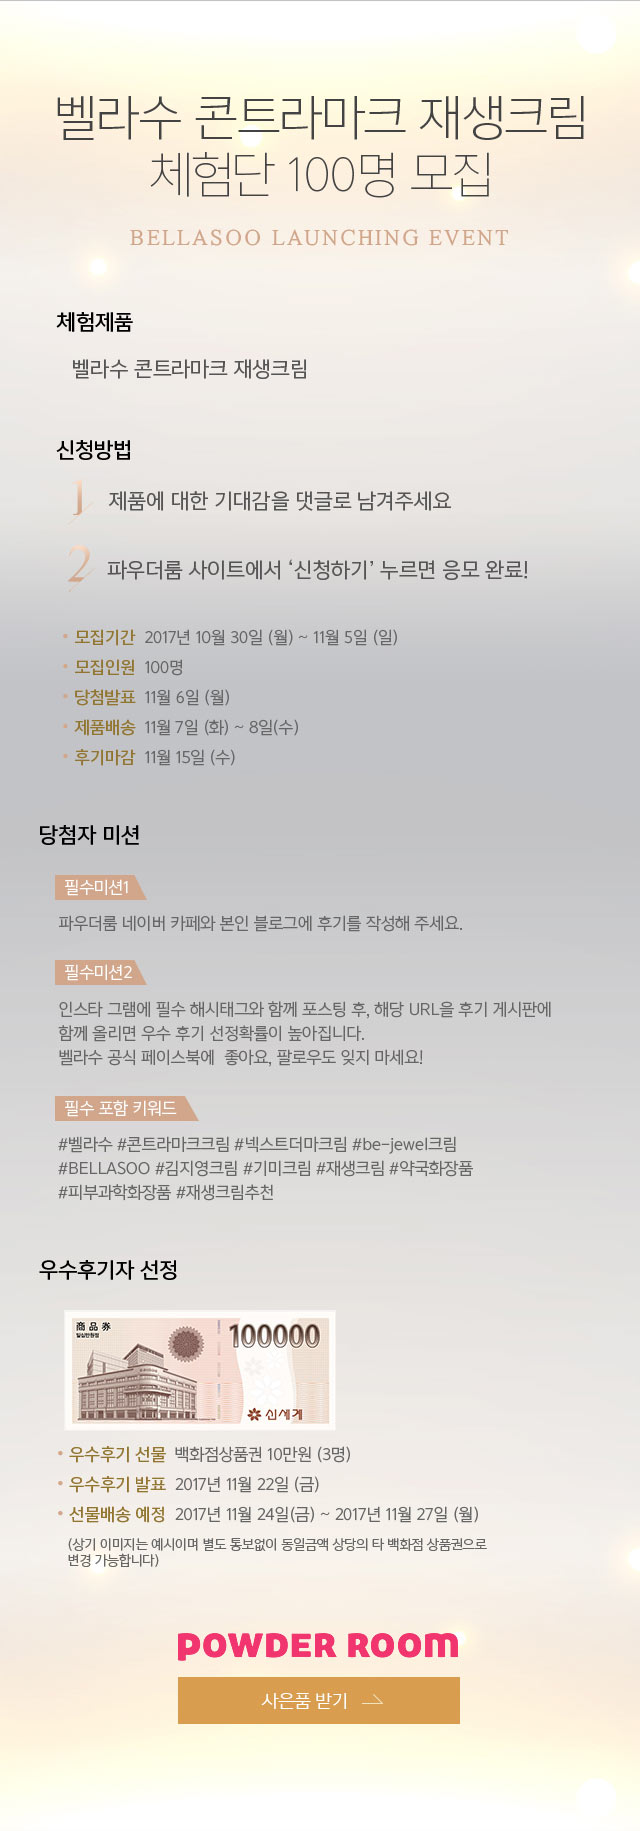 벨라수 콘트라마크 재생크림
체험단 100명 모집
BELLASOO LAUNCHING EVENT
체험제품
벨라수 콘트라마크 재생크림
신청방법
1 제품에 대한 기대감을 댓글로 남겨주세요
2 파우더룸 사이트에서 ‘신청하기’ 누르면 응모 완료!
• 모집기간 2017년 10월 30일 (월) ~ 11월 5일 (일)
• 모집인원 100명
• 당첨발표 11월 6일 (월)
• 제품배송 11월 7일 (화) ~ 8일(수)
• 후기마감 11월 15일 (수)
당첨자 미션
필수미션1
파우더룸 네이버 카페와 본인 블로그에 후기를 작성해 주세요.
필수미션2
인스타 그램에 필수 해시태그와 함께 포스팅 후, 해당 URL을 후기 게시판에
함께 올리면 우수 후기 선정확률이 높아집니다.
벨라수 공식 페이스북에 좋아요, 팔로우도 잊지 마세요!
필수 포함 키워드
#벨라수 #콘트라마크크림 #넥스트더마크림 #be-jewel크림
#BELLASOO #김지영크림 #기미크림 #재생크림 #약국화장품
#피부과학화장품 #재생크림추천
우수후기자 선정
商品券
일십만원정
100000
신세계
• 우수후기 선물 백화점상품권 10만원 (3명)
• 우수후기 발표 2017년 11월 22일 (금)
• 선물배송 예정 2017년 11월 24일(금) ~ 2017년 11월 27일 (월)
(상기 이미지는 예시이며 별도 통보없이 동일금액 상당의 타 백화점 상품권으로
변경 가능합니다)
POWDER ROOM
사은품 받기